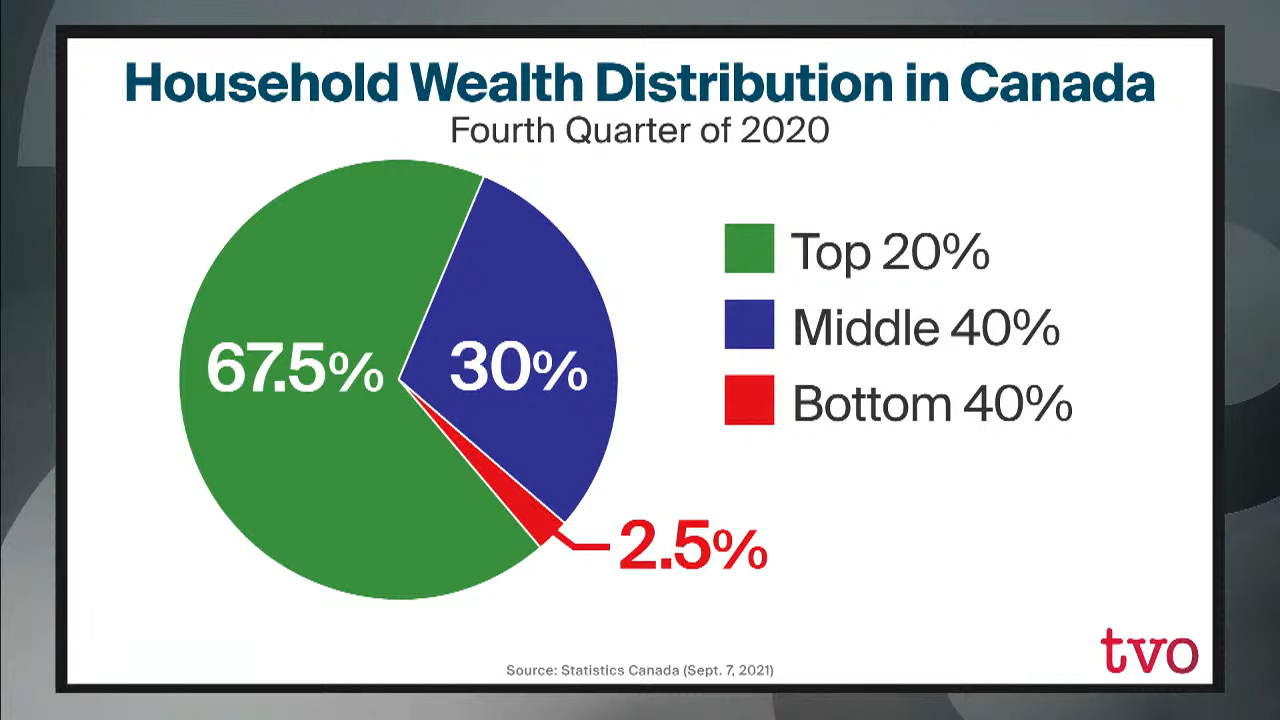 Household Wealth Distribution in Canada
Fourth Quarter of 2020
67.5%
30%
2.5%
Top 20%
Middle 40%
Bottom 40%
Source: Statistics Canada (Sept. 7, 2021)
tvo